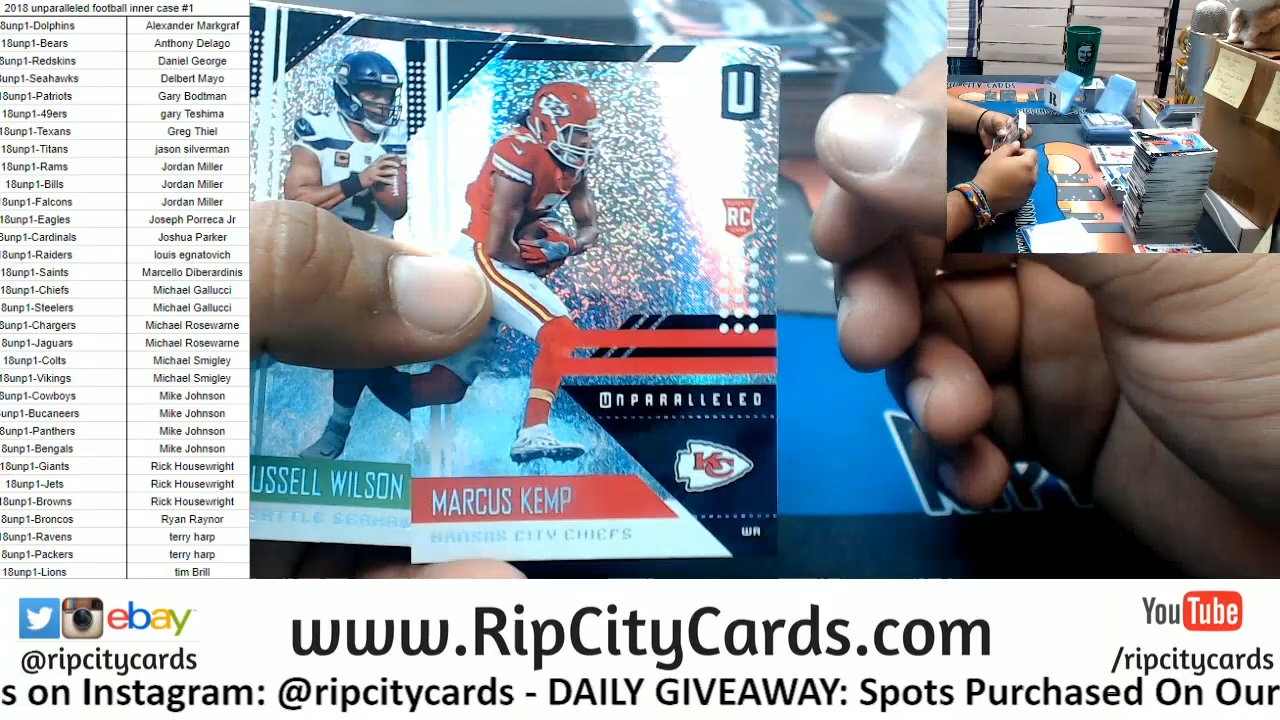 2018 unparalleled football inner case #1
8unp1-Dolphins Alexander Markgraf
18unp1-Bears Anthony Delago
8unp1-Redskins Daniel George
8unp1-Seahawks Delbert Mayo
8unp1-Patriots Gary Bodtman
18unp1-49ers gary Teshima
18unp1-Texans Greg Thiel
18unp1-Titans jason silverman
18unp1-Rams Jordan Miller
18unp1-Bills Jordan Miller
18unp1-Falcons Jordan Miller
18unp1-Eagles Joseph Porreca Jr
8unp1-Cardinals Joshua Parker
18unp1-Raiders louis egnatovich
18unp1-Saints Marcello Diberardinis
18unp1-Chiefs Michael Gallucci
8unp1-Steelers Michael Gallucci
8unp1-Chargers Michael Rosewarne
8unp1-Jaguars Michael Rosewarne
18unp1-Colts Michael Smigley
18unp1-Vikings Michael Smigley
8unp1-Cowboys Mike Johnson
unp1-Bucaneers Mike Johnson
8unp1-Panthers Mike Johnson
8unp1-Bengals Mike Johnson
18unp1-Giants Rick Housewright
18unp1-Jets Rick Housewright
18unp1-Browns Rick Housewright
8unp1-Broncos Ryan Raynor
18unp1-Ravens terry harp
8unp1-Packers terry harp
18unp1-Lions tim Brill
U
RC
UNPARALLELED
KC
USSELL WILSON
MARCUS KEMP
KANSAS CITY CHIEFS
WR
ebay
@ripcitycards
www.RipCityCards.com
YouTube
/ripcitycards
s on Instagram: @ripcitycards - DAILY GIVEAWAY: Spots Purchased On Our